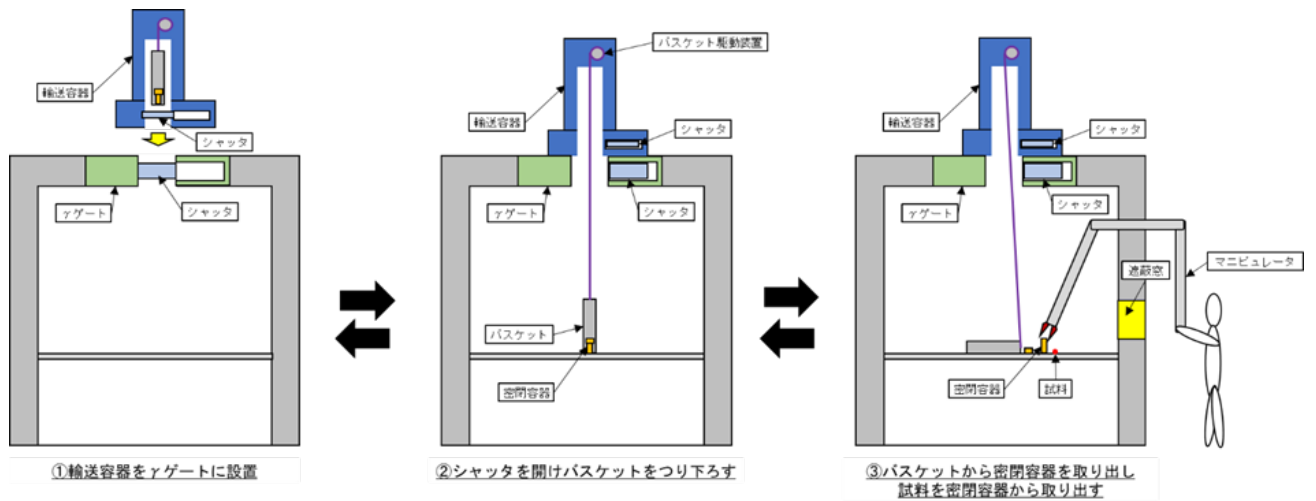 輸送容器
シャッタ
γゲート
シャッタ
①輸送容器をγゲートに設置
バスケット駆動装置
輸送容器
シャッタ
γゲート
シャッタ
バスケット
密閉容器
②シャッタを開けバスケットをつり下ろす
輸送容器
シャッタ
γゲート
シャッタ
マニピュレータ
遮蔽窓
密閉容器
試料
③バスケットから密閉容器を取り出し
試料を密閉容器から取り出す